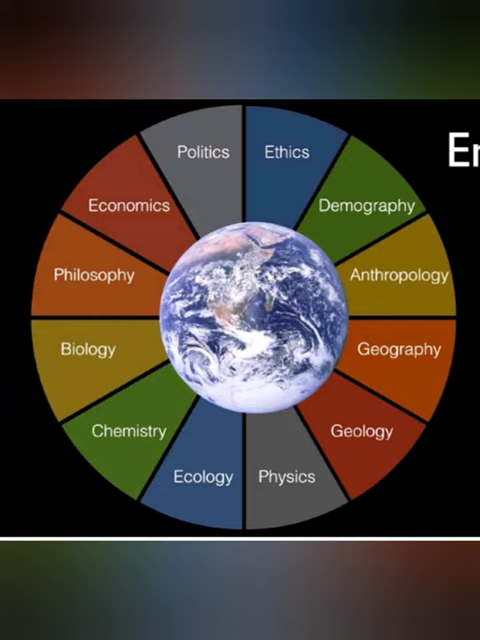 Politics
Ethics
Economics
Demography
Philosophy
Anthropology
Biology
Geography
Chemistry
Geology
Ecology
Physics